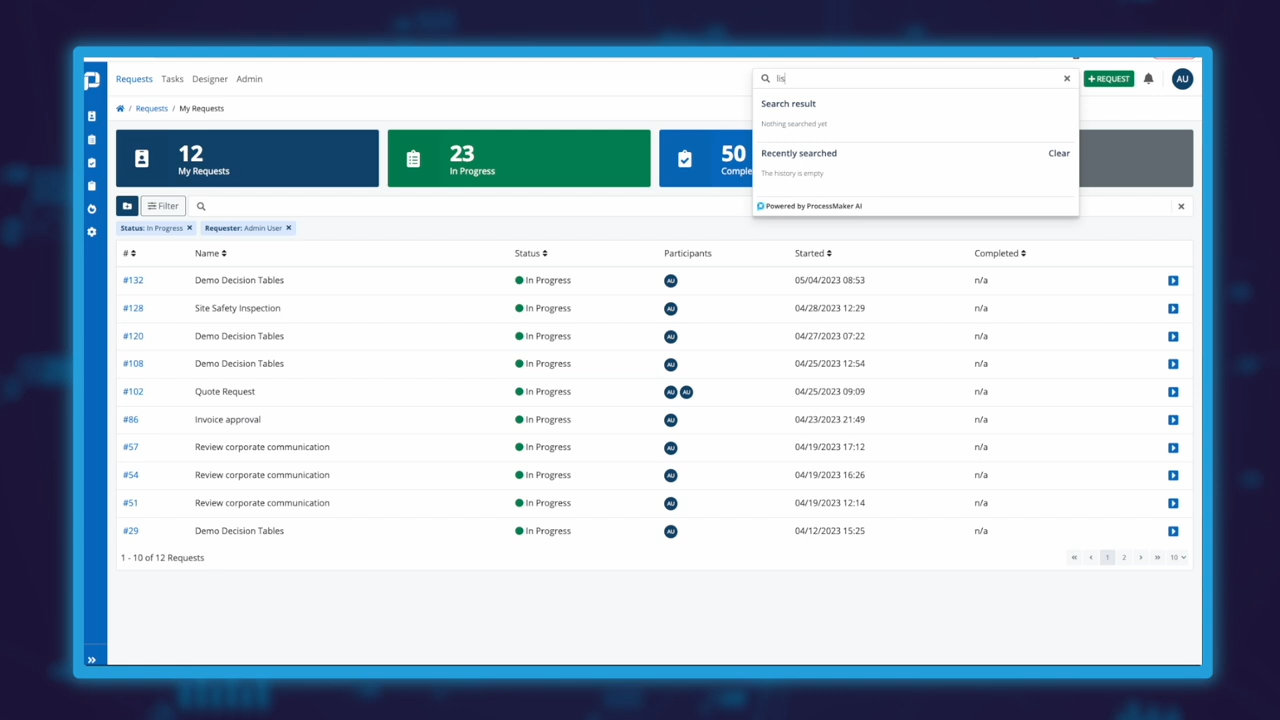 Requests Tasks Designer Admin
lis
+ REQUEST
AU
/ Requests / My Requests
Search result
Nothing searched yet
Recently searched Clear
The history is empty
Powered by ProcessMaker AI
12
My Requests
23
In Progress
50
Comple
Filter
Status: In Progress × Requester: Admin User ×
# Name Status Participants Started Completed
#132 Demo Decision Tables In Progress AU 05/04/2023 08:53 n/a
#128 Site Safety Inspection In Progress AU 04/28/2023 12:29 n/a
#120 Demo Decision Tables In Progress AU 04/27/2023 07:22 n/a
#108 Demo Decision Tables In Progress AU 04/25/2023 12:54 n/a
#102 Quote Request In Progress AU AU 04/25/2023 09:09 n/a
#86 Invoice approval In Progress AU 04/23/2023 21:49 n/a
#57 Review corporate communication In Progress AU 04/19/2023 17:12 n/a
#54 Review corporate communication In Progress AU 04/19/2023 16:26 n/a
#51 Review corporate communication In Progress AU 04/19/2023 12:14 n/a
#29 Demo Decision Tables In Progress AU 04/12/2023 15:25 n/a
1 - 10 of 12 Requests « ‹ 1 2 › » 10